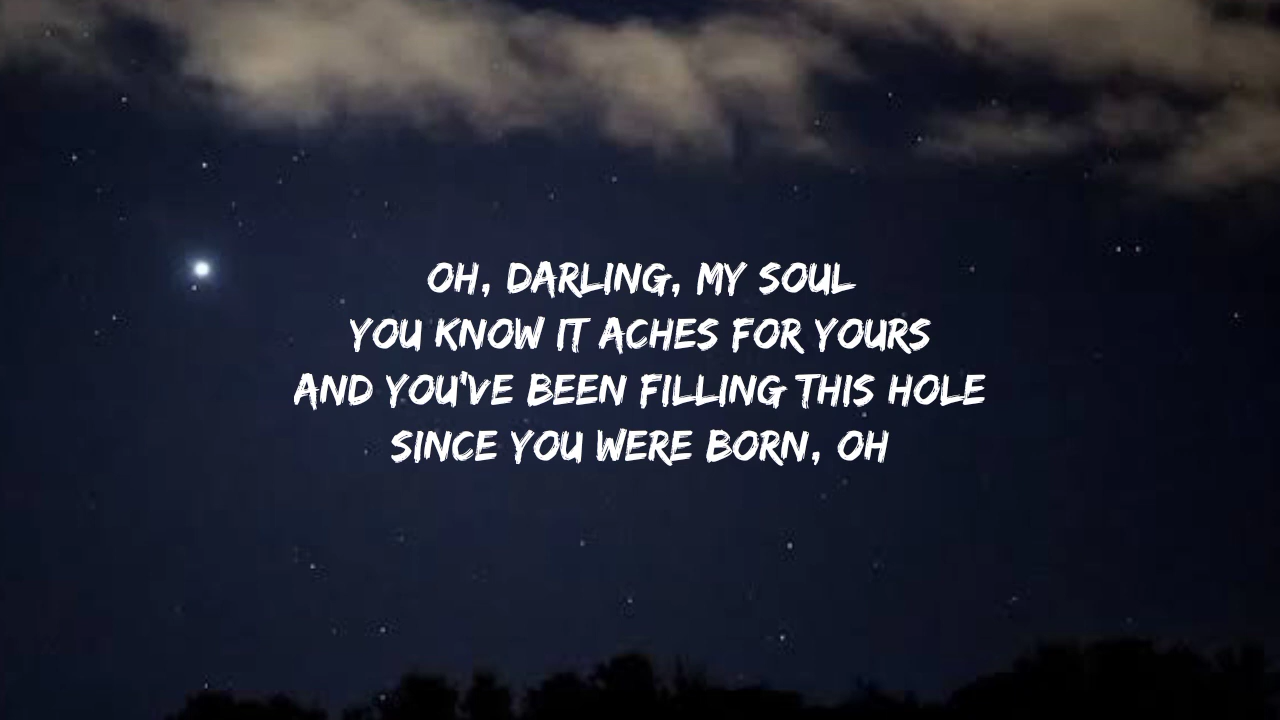 OH, DARLING, MY SOUL
YOU KNOW IT ACHES FOR YOURS
AND YOU'VE BEEN FILLING THIS HOLE
SINCE YOU WERE BORN, OH